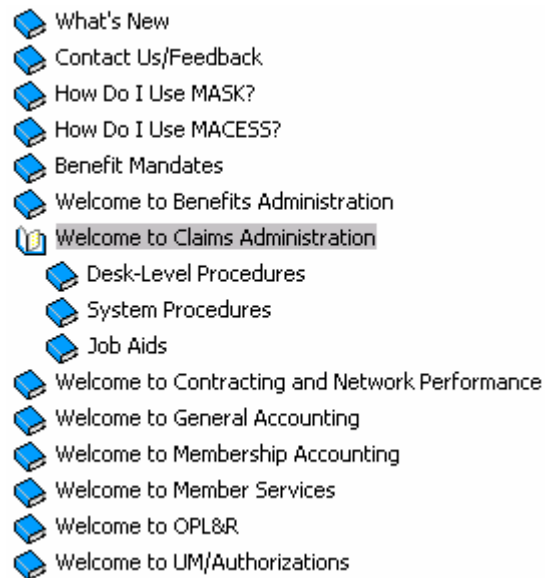 What's New
Contact Us/Feedback
How Do I Use MASK?
How Do I Use MACESS?
Benefit Mandates
Welcome to Benefits Administration
Welcome to Claims Administration
Desk-Level Procedures
System Procedures
Job Aids
Welcome to Contracting and Network Performance
Welcome to General Accounting
Welcome to Membership Accounting
Welcome to Member Services
Welcome to OPL&R
Welcome to UM/Authorizations